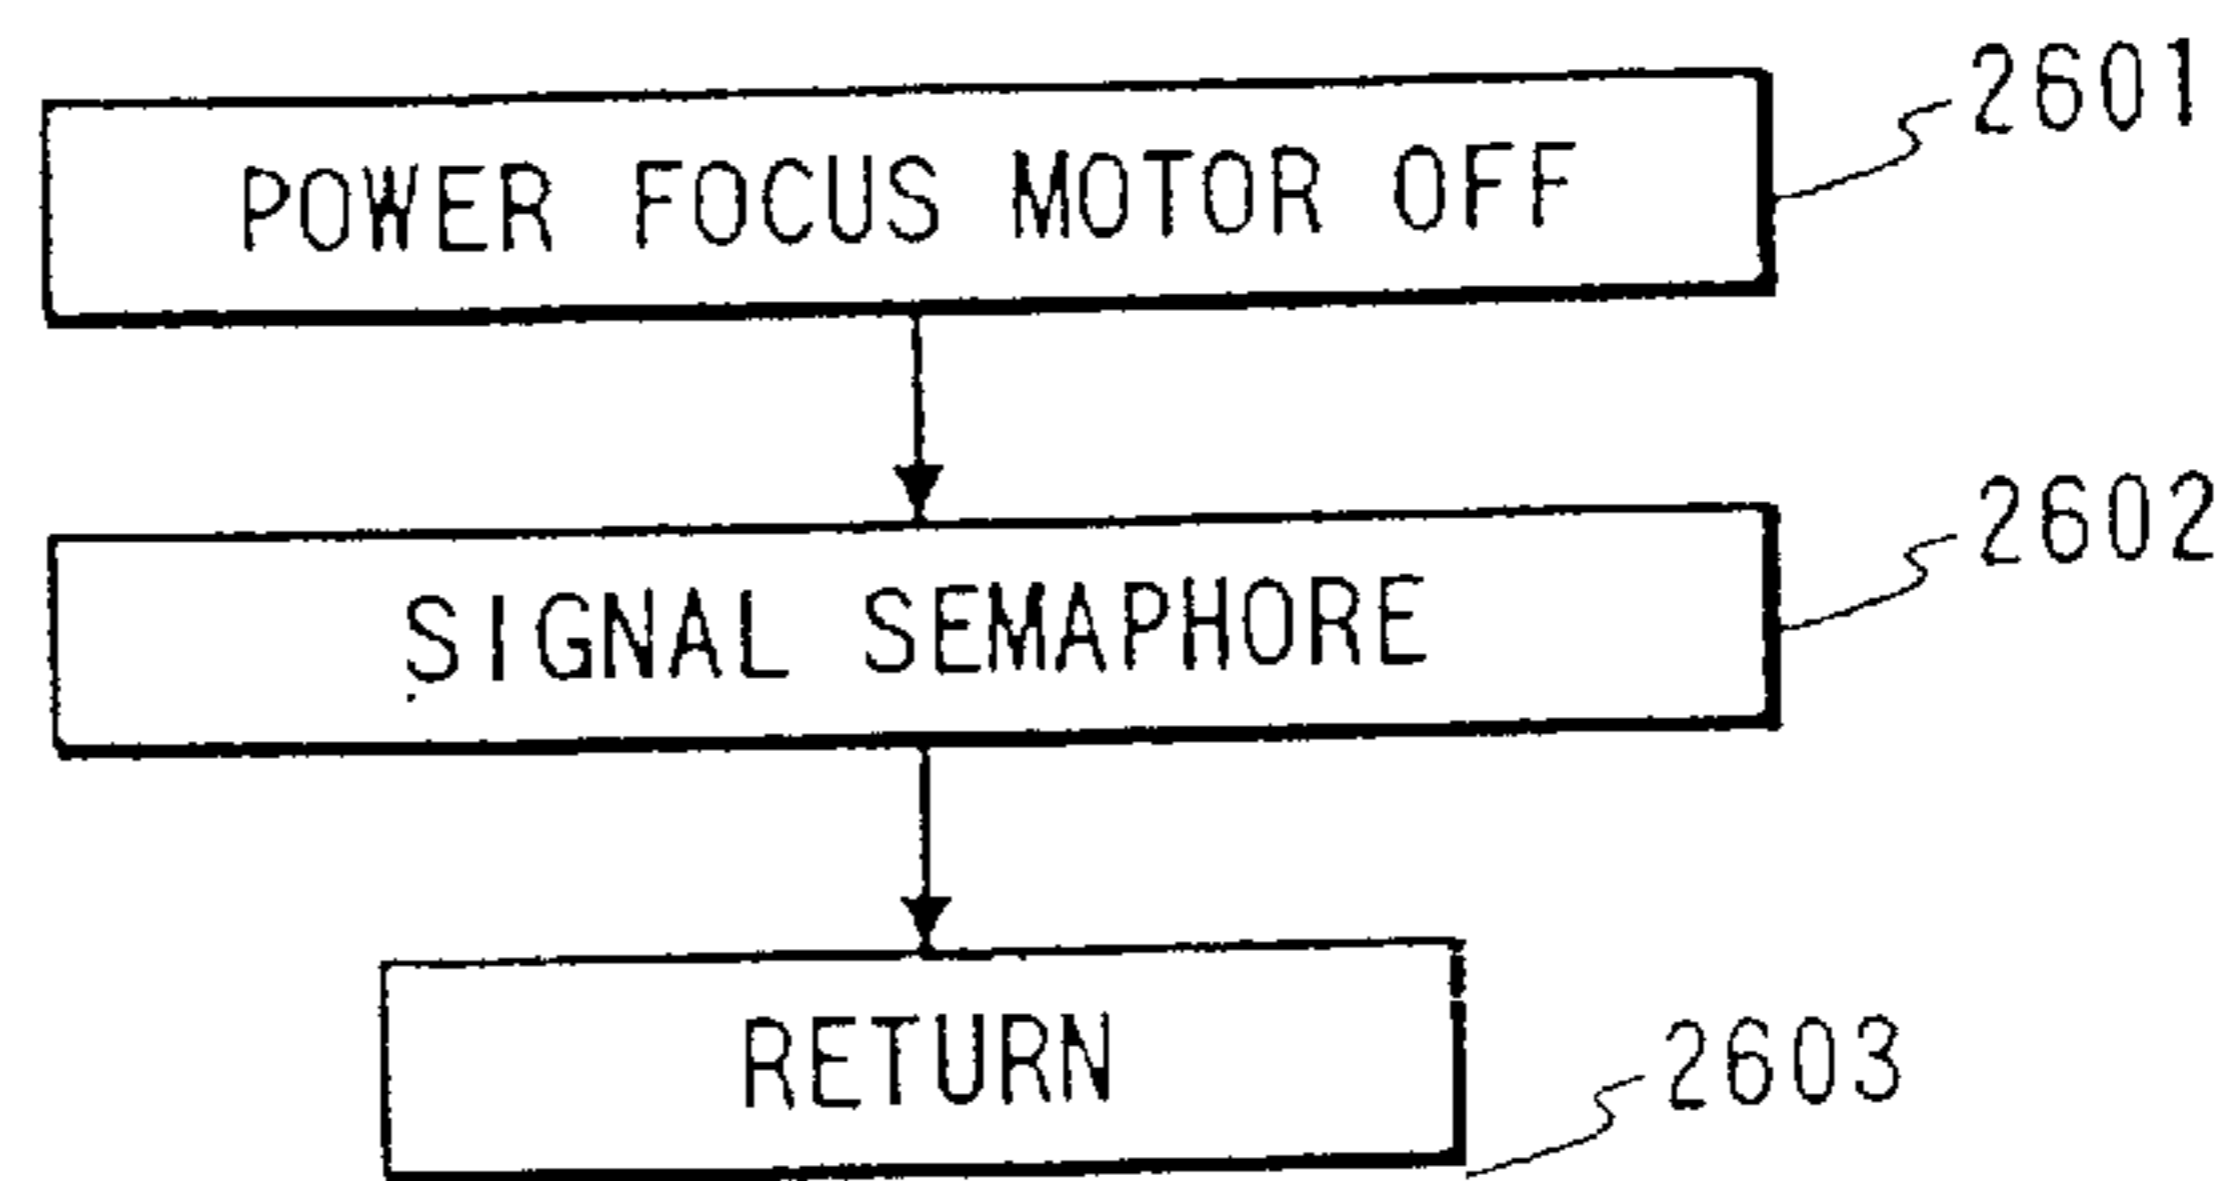 POWER FOCUS MOTOR OFF
2601
SIGNAL SEMAPHORE
2602
RETURN
2603